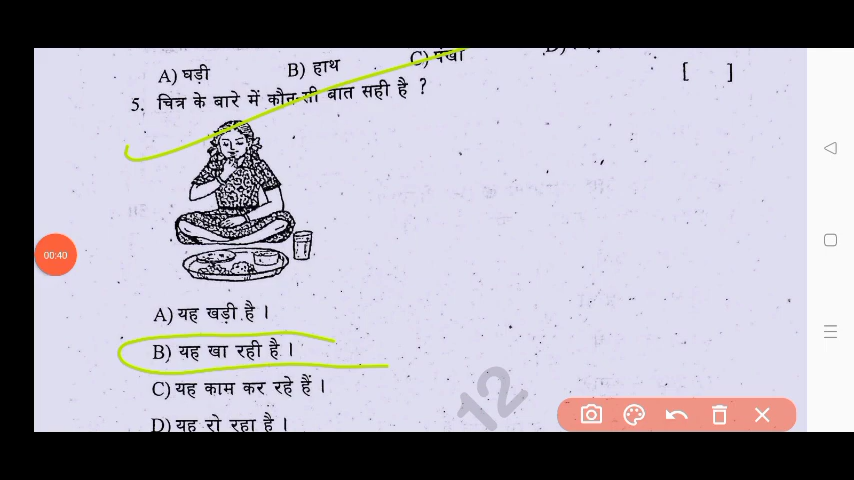 A) घड़ी B) हाथ C) पंखा
[ ]
5. चित्र के बारे में कौन-सी बात सही है ?
00:40
A) यह खड़ी है ।
B) यह खा रही है ।
C) यह काम कर रहे हैं ।
D) यह रो रहा है ।
12